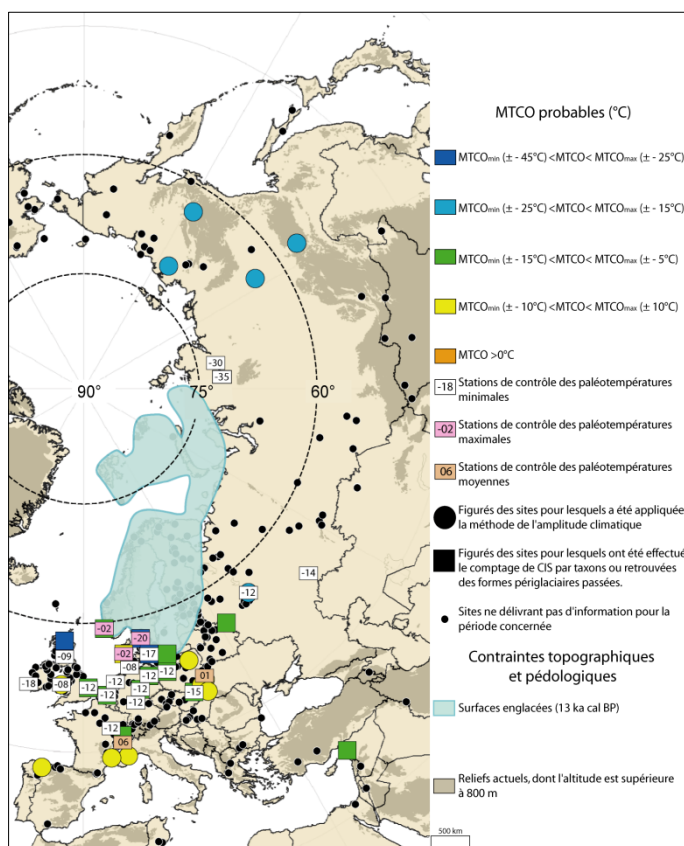 MTCO probables (°C)
MTCOmin (± - 45°C) <MTCO< MTCOmax (± - 25°C)
MTCOmin (± - 25°C) <MTCO< MTCOmax (± - 15°C)
MTCOmin (± - 15°C) <MTCO< MTCOmax (± - 5°C)
MTCOmin (± - 10°C) <MTCO< MTCOmax (± 10°C)
MTCO >0°C
-18 Stations de contrôle des paléotempératures
minimales
-02 Stations de contrôle des paléotempératures
maximales
06 Stations de contrôle des paléotempératures
moyennes
Figurés des sites pour lesquels a été appliquée
la méthode de l'amplitude climatique
Figurés des sites pour lesquels ont été effectué
le comptage de CIS par taxons ou retrouvées
des formes périglaciaires passées.
Sites ne délivrant pas d'information pour la
période concernée
Contraintes topographiques
et pédologiques
Surfaces englacées (13 ka cal BP)
Reliefs actuels, dont l'altitude est supérieure
à 800 m
500 km
-30
-35
90° 75° 60°
-14
-12
-02
-20
-09
-02
-17
-08
-12
-12
-18
-08
-12
-12
-12
-12
-12
-15
01
-12
06